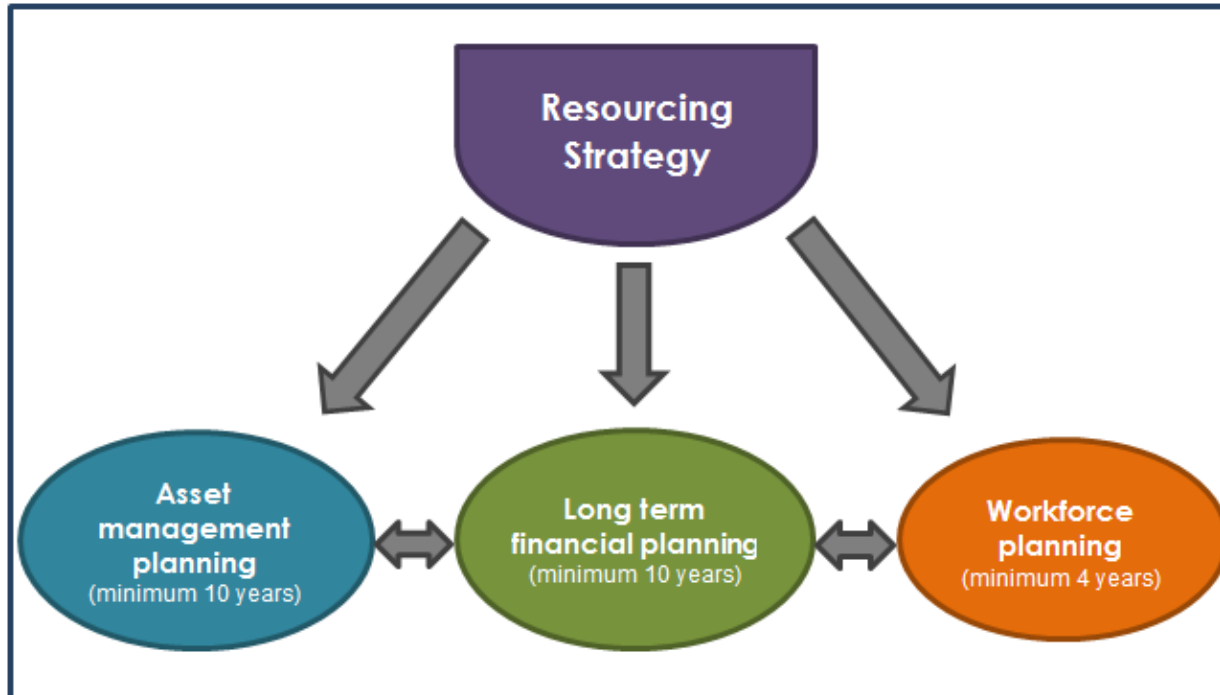 Resourcing
Strategy
Asset
management
planning
(minimum 10 years)
Long term
financial planning
(minimum 10 years)
Workforce
planning
(minimum 4 years)